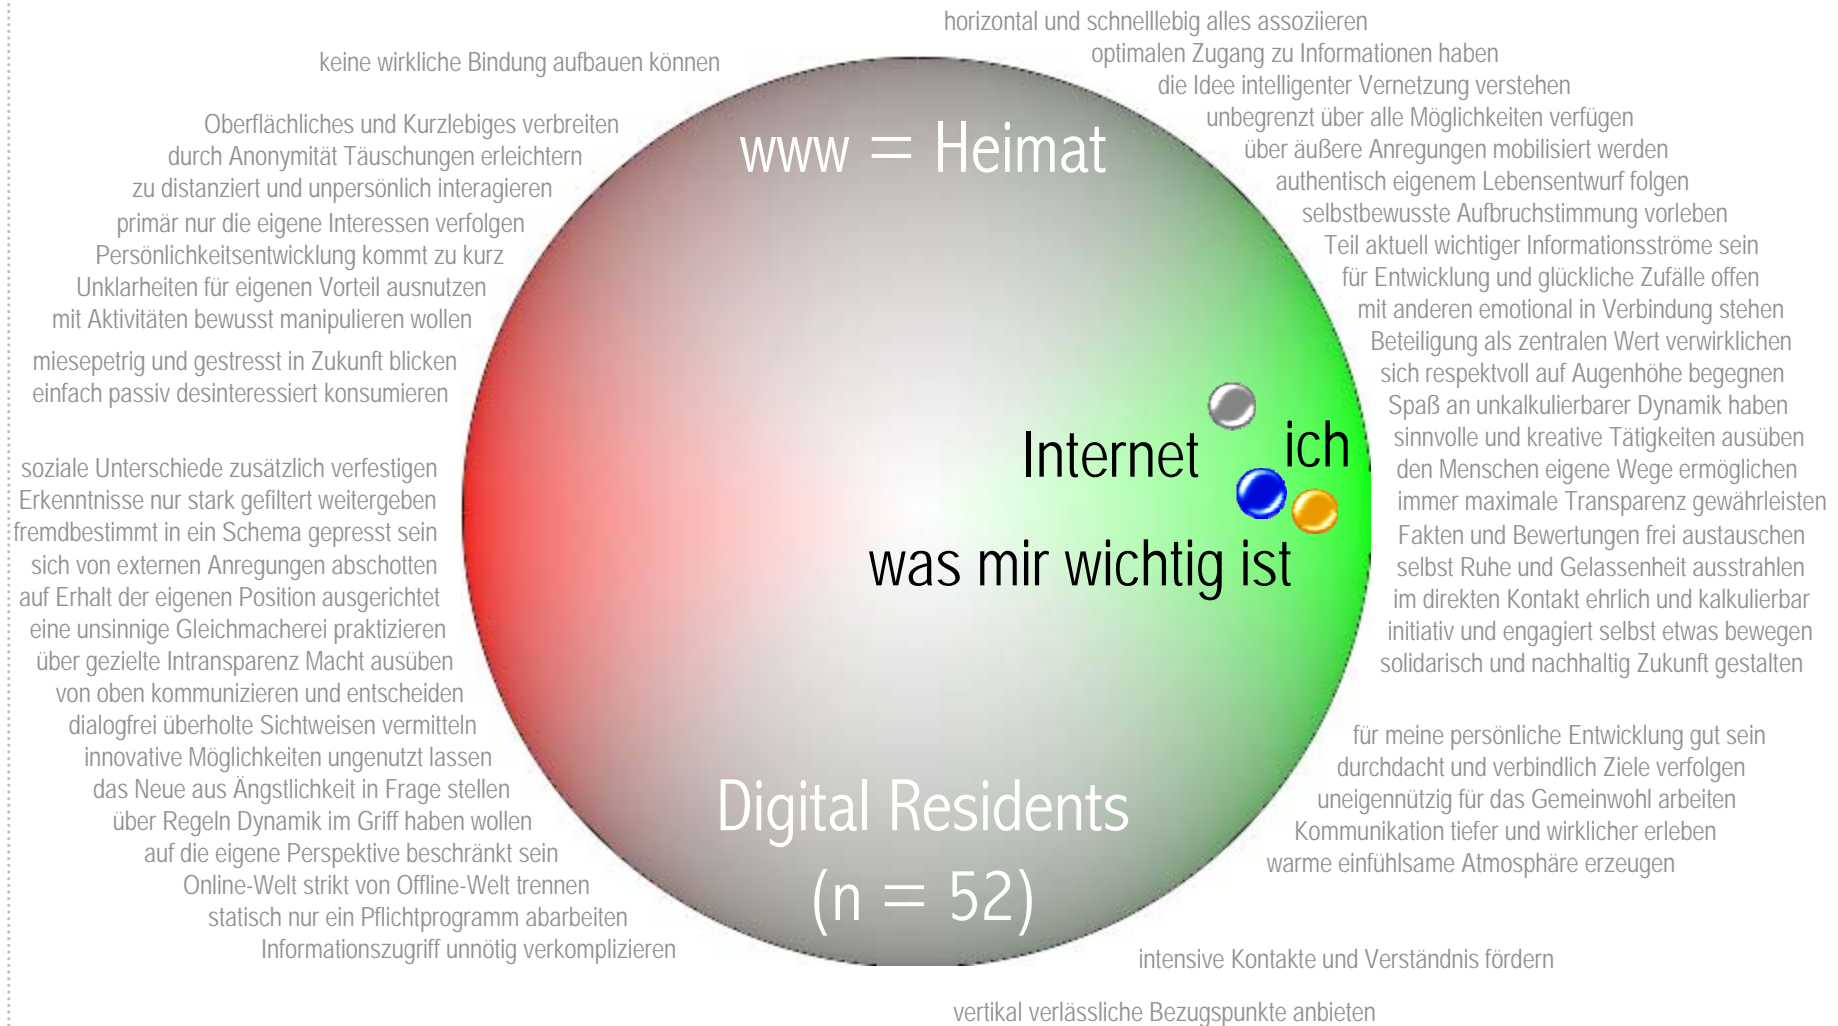 horizontal und schnelllebig alles assoziieren
optimalen Zugang zu Informationen haben
die Idee intelligenter Vernetzung verstehen
unbegrenzt über alle Möglichkeiten verfügen
über äußere Anregungen mobilisiert werden
authentisch eigenem Lebensentwurf folgen
selbstbewusste Aufbruchstimmung vorleben
Teil aktuell wichtiger Informationsströme sein
für Entwicklung und glückliche Zufälle offen
mit anderen emotional in Verbindung stehen
Beteiligung als zentralen Wert verwirklichen
sich respektvoll auf Augenhöhe begegnen
Spaß an unkalkulierbarer Dynamik haben
sinnvolle und kreative Tätigkeiten ausüben
den Menschen eigene Wege ermöglichen
immer maximale Transparenz gewährleisten
Fakten und Bewertungen frei austauschen
selbst Ruhe und Gelassenheit ausstrahlen
im direkten Kontakt ehrlich und kalkulierbar
initiativ und engagiert selbst etwas bewegen
solidarisch und nachhaltig Zukunft gestalten
für meine persönliche Entwicklung gut sein
durchdacht und verbindlich Ziele verfolgen
uneigennützig für das Gemeinwohl arbeiten
Kommunikation tiefer und wirklicher erleben
warme einfühlsame Atmosphäre erzeugen
intensive Kontakte und Verständnis fördern
vertikal verlässliche Bezugspunkte anbieten
keine wirkliche Bindung aufbauen können
Oberflächliches und Kurzlebiges verbreiten
durch Anonymität Täuschungen erleichtern
zu distanziert und unpersönlich interagieren
primär nur die eigene Interessen verfolgen
Persönlichkeitsentwicklung kommt zu kurz
Unklarheiten für eigenen Vorteil ausnutzen
mit Aktivitäten bewusst manipulieren wollen
miesepetrig und gestresst in Zukunft blicken
einfach passiv desinteressiert konsumieren
soziale Unterschiede zusätzlich verfestigen
Erkenntnisse nur stark gefiltert weitergeben
fremdbestimmt in ein Schema gepresst sein
sich von externen Anregungen abschotten
auf Erhalt der eigenen Position ausgerichtet
eine unsinnige Gleichmacherei praktizieren
über gezielte Intransparenz Macht ausüben
von oben kommunizieren und entscheiden
dialogfrei überholte Sichtweisen vermitteln
innovative Möglichkeiten ungenutzt lassen
das Neue aus Ängstlichkeit in Frage stellen
über Regeln Dynamik im Griff haben wollen
auf die eigene Perspektive beschränkt sein
Online-Welt strikt von Offline-Welt trennen
statisch nur ein Pflichtprogramm abarbeiten
Informationszugriff unnötig verkomplizieren
www = Heimat
Internet
ich
was mir wichtig ist
Digital Residents
(n = 52)